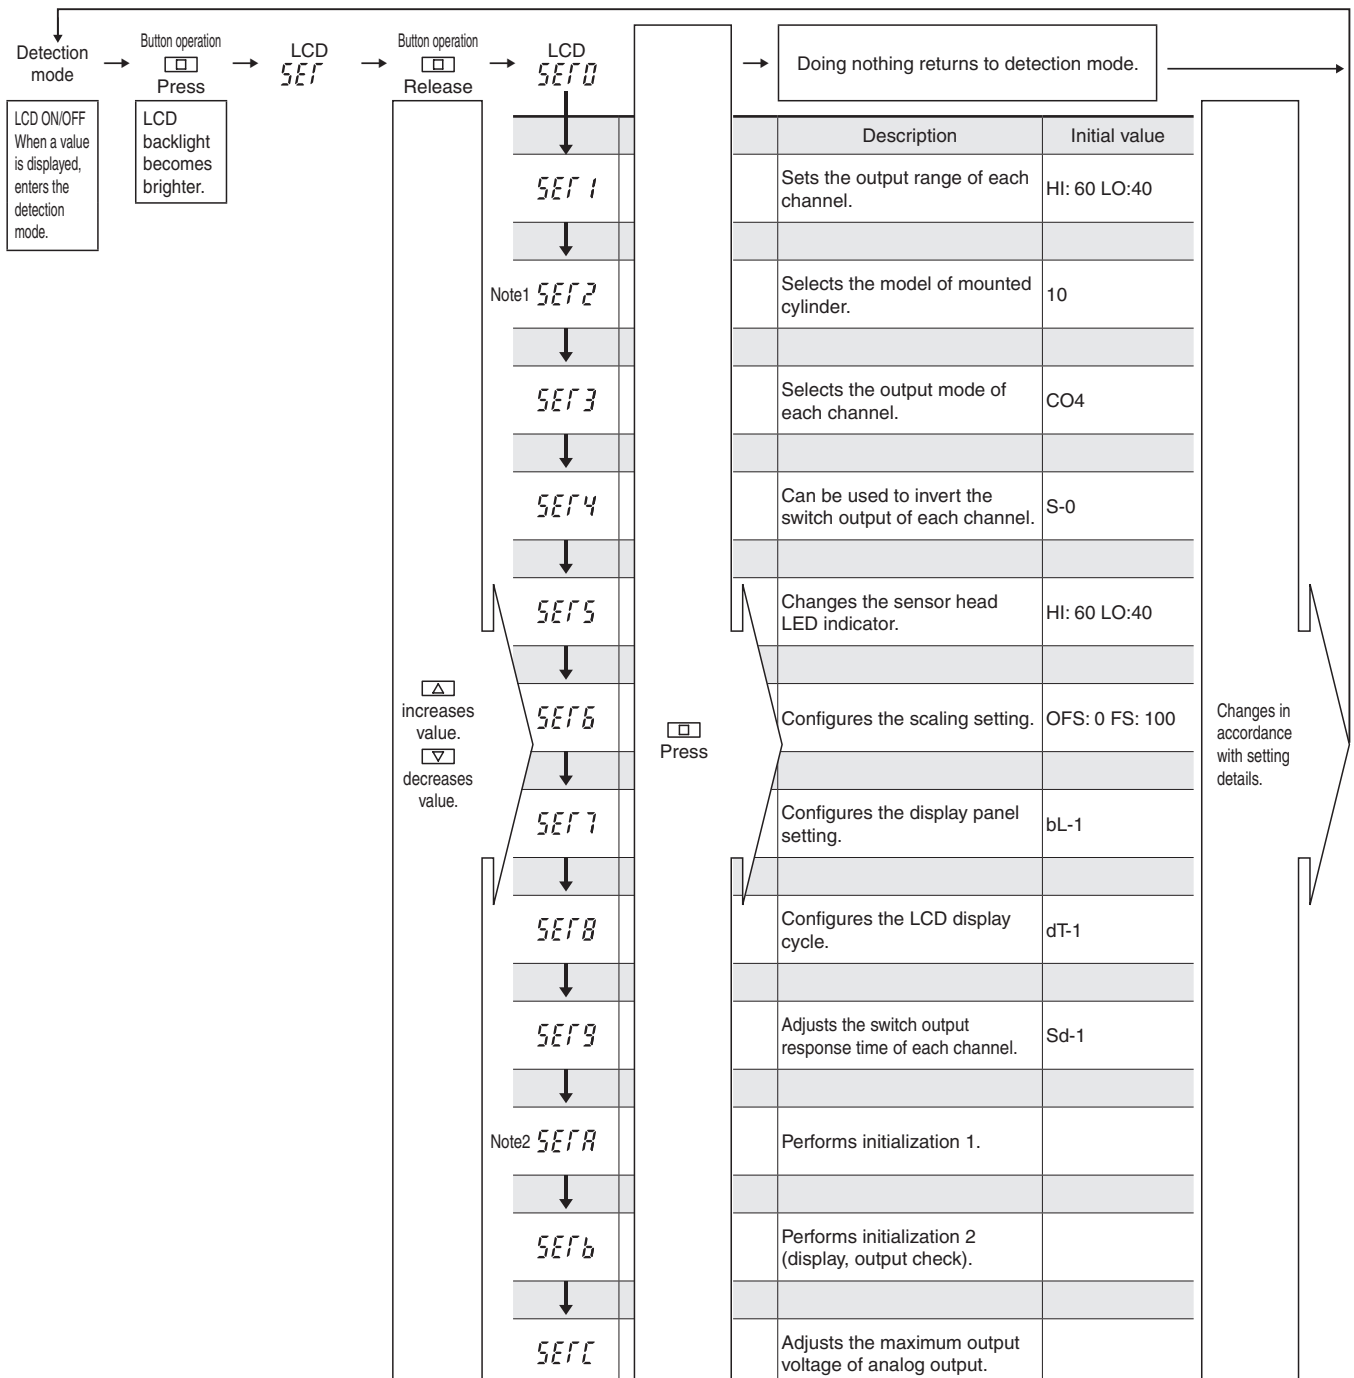 Detection
mode
Button operation
Press
LCD
SET
Button operation
Release
LCD
SET0
Doing nothing returns to detection mode.
LCD ON/OFF
When a value
is displayed,
enters the
detection
mode.
LCD
backlight
becomes
brighter.
Description
Initial value
SET1
Sets the output range of each
channel.
HI: 60 LO:40
Note1 SET2
Selects the model of mounted
cylinder.
10
SET3
Selects the output mode of
each channel.
CO4
SET4
Can be used to invert the
switch output of each channel.
S-0
SET5
Changes the sensor head
LED indicator.
HI: 60 LO:40
increases
value.
decreases
value.
SET6
Press
Configures the scaling setting.
OFS: 0 FS: 100
Changes in
accordance
with setting
details.
SET7
Configures the display panel
setting.
bL-1
SET8
Configures the LCD display
cycle.
dT-1
SET9
Adjusts the switch output
response time of each channel.
Sd-1
Note2 SETA
Performs initialization 1.
SETb
Performs initialization 2
(display, output check).
SETC
Adjusts the maximum output
voltage of analog output.